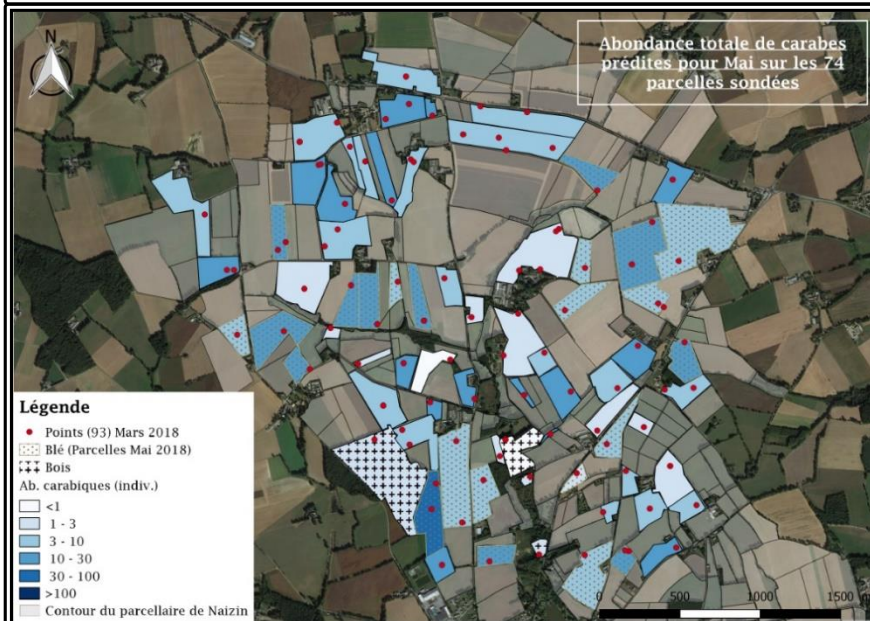 N
Abondance totale de carabes
prédites pour Mai sur les 74
parcelles sondées
Légende
Points (93) Mars 2018
Blé (Parcelles Mai 2018)
Bois
Ab. carabiques (indiv.)
<1
1 - 3
3 - 10
10 - 30
30 - 100
>100
Contour du parcellaire de Naizin
0 500 1000 1500 m